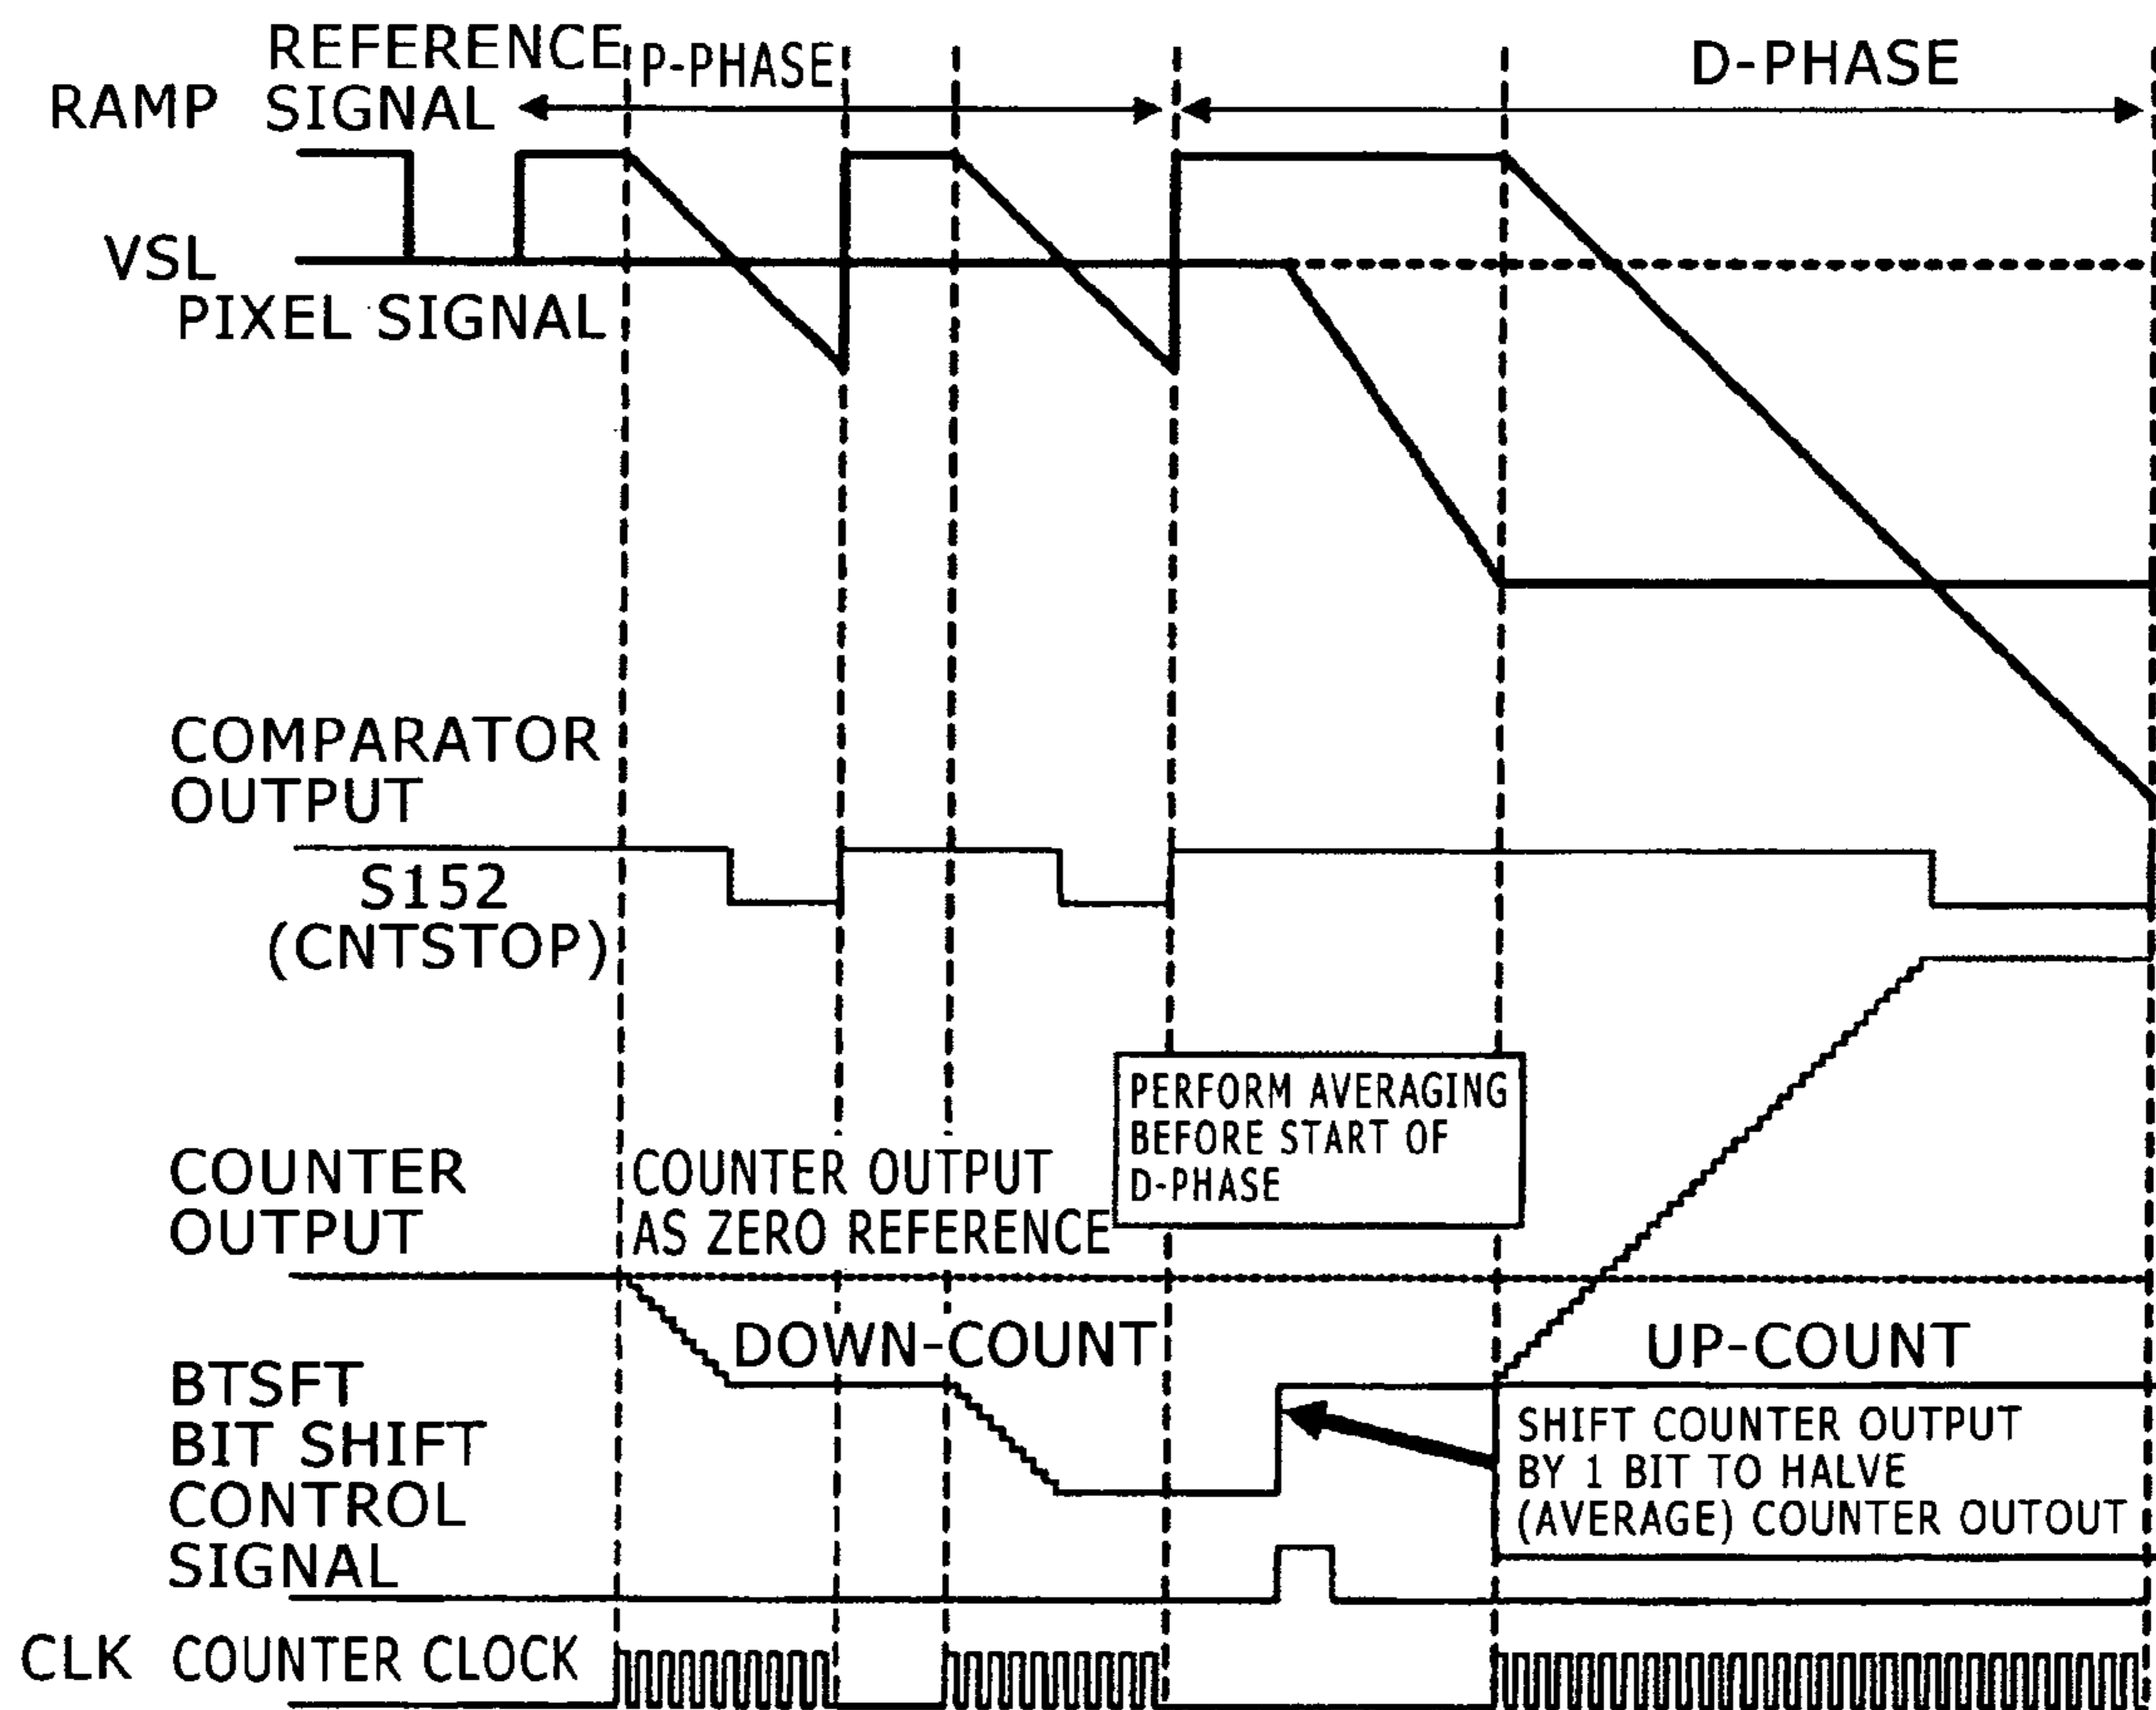 REFERENCE
RAMP SIGNAL
P-PHASE
D-PHASE
VSL
PIXEL SIGNAL
COMPARATOR
OUTPUT
S152
(CNTSTOP)
PERFORM AVERAGING
BEFORE START OF
D-PHASE
COUNTER
OUTPUT
COUNTER OUTPUT
AS ZERO REFERENCE
DOWN-COUNT
UP-COUNT
BTSFT
BIT SHIFT
CONTROL
SIGNAL
SHIFT COUNTER OUTPUT
BY 1 BIT TO HALVE
(AVERAGE) COUNTER OUTOUT
CLK COUNTER CLOCK